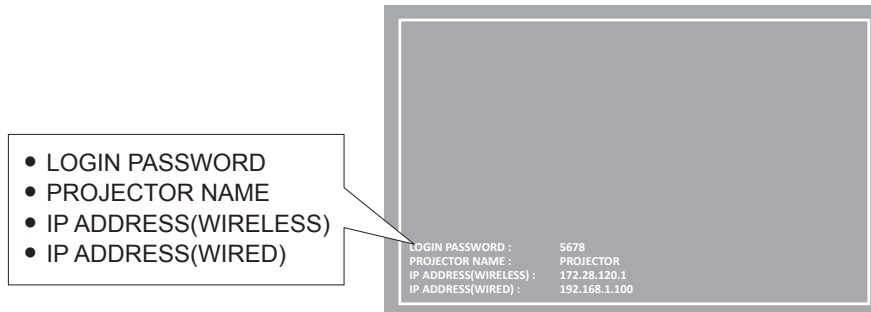 • LOGIN PASSWORD
• PROJECTOR NAME
• IP ADDRESS(WIRELESS)
• IP ADDRESS(WIRED)
LOGIN PASSWORD : 5678
PROJECTOR NAME : PROJECTOR
IP ADDRESS(WIRELESS) : 172.28.120.1
IP ADDRESS(WIRED) : 192.168.1.100